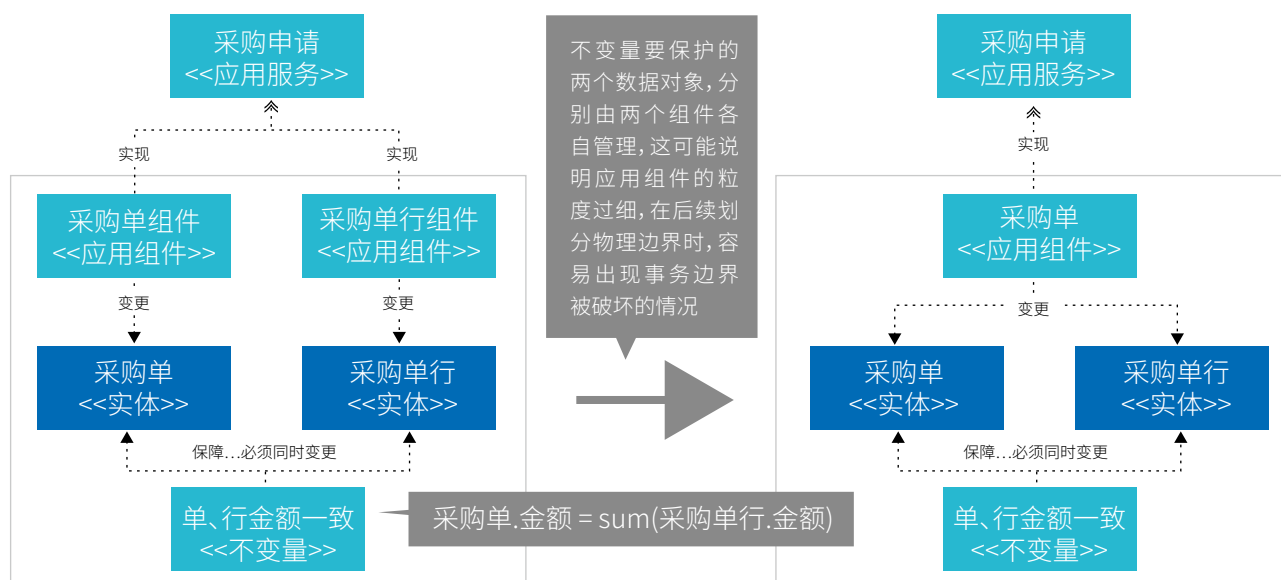 采购申请
<<应用服务>>
实现
实现
采购单组件
<<应用组件>>
采购单行组件
<<应用组件>>
变更
变更
采购单
<<实体>>
采购单行
<<实体>>
保障...必须同时变更
单、行金额一致
<<不变量>>
采购单.金额 = sum(采购单行.金额)
不变量要保护的
两个数据对象，分
别由两个组件各
自管理，这可能说
明应用组件的粒
度过细，在后续划
分物理边界时，容
易出现事务边界
被破坏的情况
采购申请
<<应用服务>>
实现
采购单
<<应用组件>>
变更
采购单
<<实体>>
采购单行
<<实体>>
保障...必须同时变更
单、行金额一致
<<不变量>>